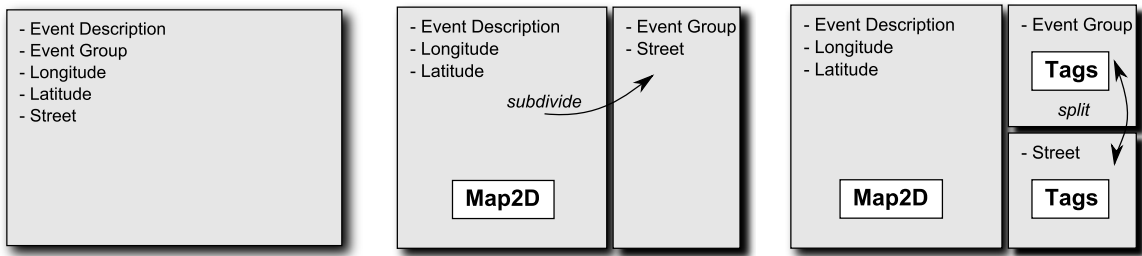 - Event Description
- Event Group
- Longitude
- Latitude
- Street
- Event Description
- Longitude
- Latitude
subdivide
Map2D
- Event Group
- Street
- Event Description
- Longitude
- Latitude
Map2D
- Event Group
Tags
split
- Street
Tags